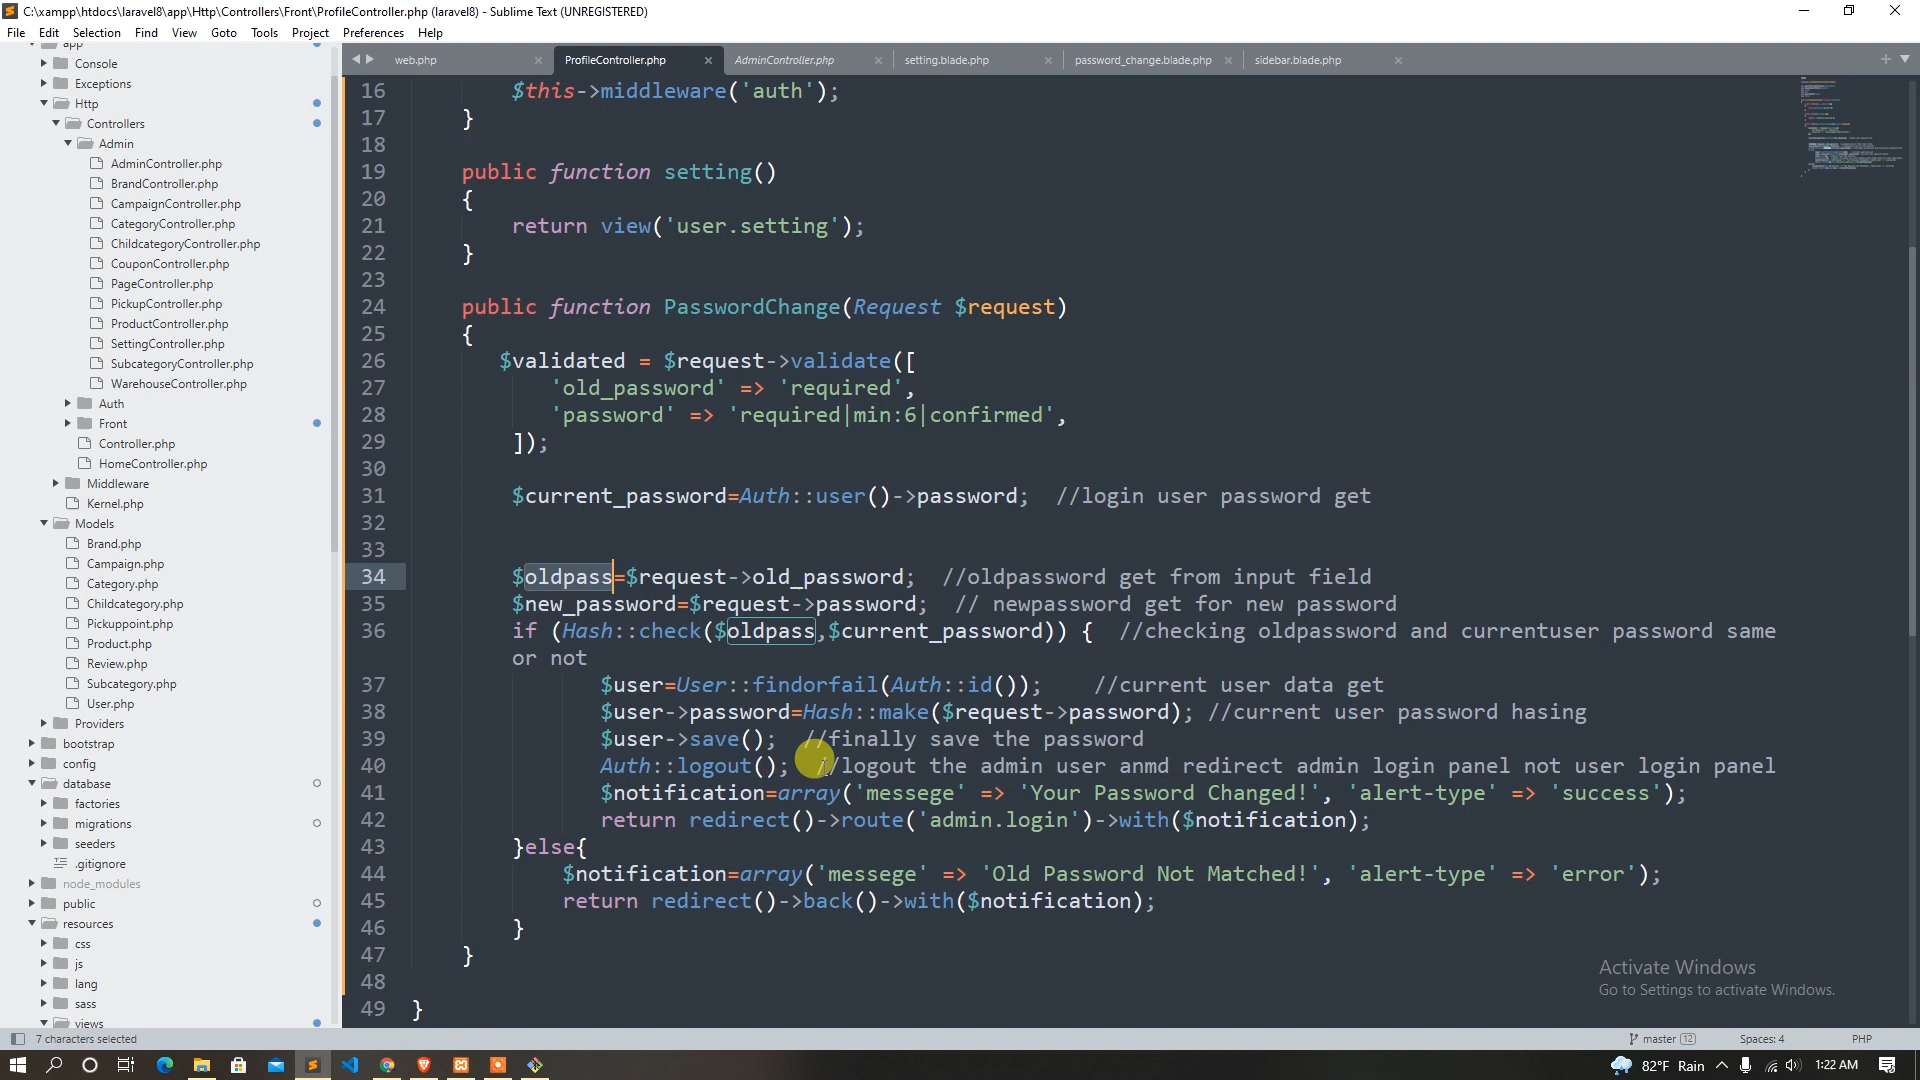 C:\xampp\htdocs\laravel8\app\Http\Controllers\Front\ProfileController.php (laravel8) - Sublime Text (UNREGISTERED)
File Edit Selection Find View Goto Tools Project Preferences Help
app
Console
Exceptions
Http
Controllers
Admin
AdminController.php
BrandController.php
CampaignController.php
CategoryController.php
ChildcategoryController.php
CouponController.php
PageController.php
PickupController.php
ProductController.php
SettingController.php
SubcategoryController.php
WarehouseController.php
Auth
Front
Controller.php
HomeController.php
Middleware
Kernel.php
Models
Brand.php
Campaign.php
Category.php
Childcategory.php
Pickuppoint.php
Product.php
Review.php
Subcategory.php
User.php
Providers
bootstrap
config
database
factories
migrations
seeders
.gitignore
node_modules
public
resources
css
js
lang
sass
views
web.php ProfileController.php AdminController.php setting.blade.php password_change.blade.php sidebar.blade.php
16 $this->middleware('auth');
17 }
18
19 public function setting()
20 {
21 return view('user.setting');
22 }
23
24 public function PasswordChange(Request $request)
25 {
26 $validated = $request->validate([
27 'old_password' => 'required',
28 'password' => 'required|min:6|confirmed',
29 ]);
30
31 $current_password=Auth::user()->password; //login user password get
32
33
34 $oldpass=$request->old_password; //oldpassword get from input field
35 $new_password=$request->password; // newpassword get for new password
36 if (Hash::check($oldpass,$current_password)) { //checking oldpassword and currentuser password same
or not
37 $user=User::findorfail(Auth::id()); //current user data get
38 $user->password=Hash::make($request->password); //current user password hasing
39 $user->save(); //finally save the password
40 Auth::logout(); //logout the admin user anmd redirect admin login panel not user login panel
41 $notification=array('messege' => 'Your Password Changed!', 'alert-type' => 'success');
42 return redirect()->route('admin.login')->with($notification);
43 }else{
44 $notification=array('messege' => 'Old Password Not Matched!', 'alert-type' => 'error');
45 return redirect()->back()->with($notification);
46 }
47 }
48
49 }
Activate Windows
Go to Settings to activate Windows.
7 characters selected master 12 Spaces: 4 PHP
82°F Rain 1:22 AM